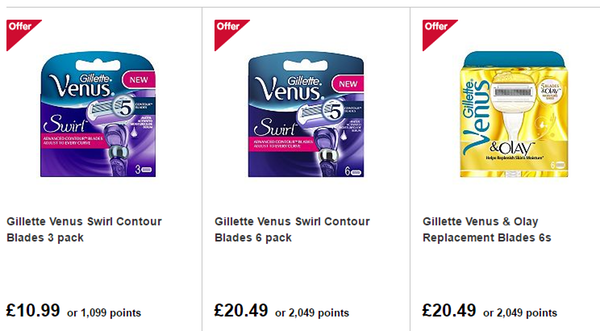 Offer
Offer
Offer
Gillette
Venus
NEW
5
Swirl
ADVANCED CONTOUR BLADES
ADJUST TO EVERY CURVE
3
Gillette
Venus
NEW
5
Swirl
ADVANCED CONTOUR BLADES
ADJUST TO EVERY CURVE
6
Gillette
Venus
5 BLADES
&OLAY
&OLAY
Helps Replenish Skin's Moisture
6
Gillette Venus Swirl Contour
Blades 3 pack
Gillette Venus Swirl Contour
Blades 6 pack
Gillette Venus & Olay
Replacement Blades 6s
£10.99 or 1,099 points
£20.49 or 2,049 points
£20.49 or 2,049 points